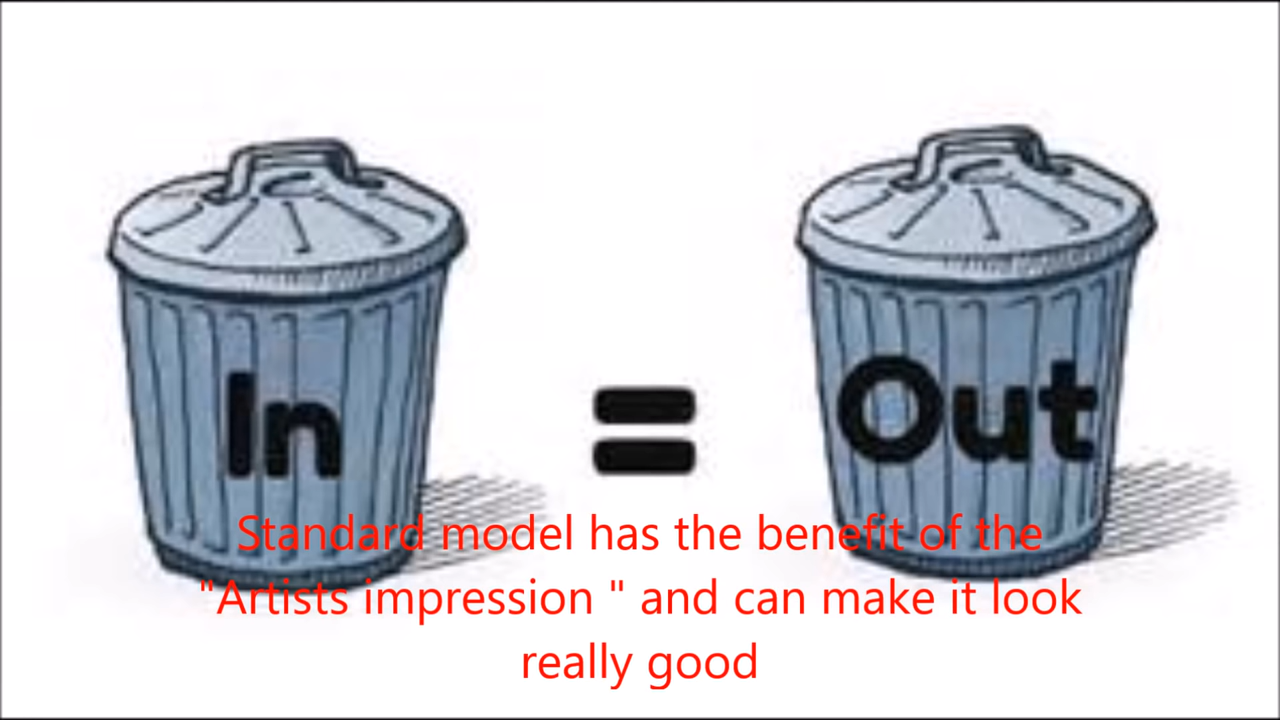 In = Out
Standard model has the benefit of the
"Artists impression " and can make it look
really good